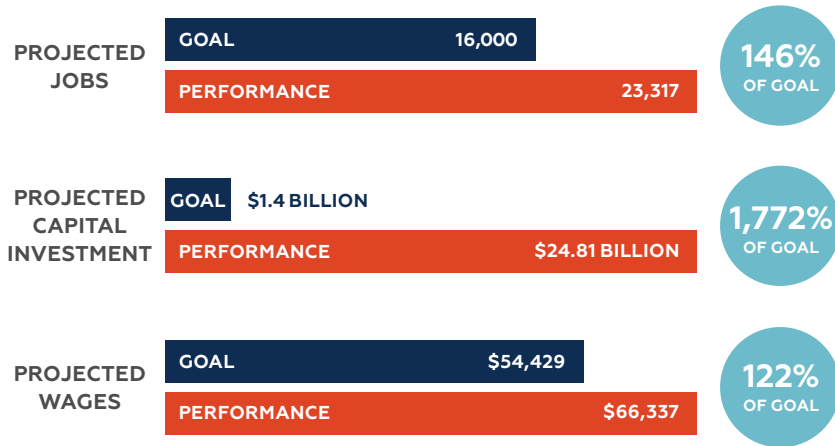 PROJECTED
JOBS
GOAL 16,000
PERFORMANCE 23,317
146%
OF GOAL
PROJECTED
CAPITAL
INVESTMENT
GOAL $1.4 BILLION
PERFORMANCE $24.81 BILLION
1,772%
OF GOAL
PROJECTED
WAGES
GOAL $54,429
PERFORMANCE $66,337
122%
OF GOAL